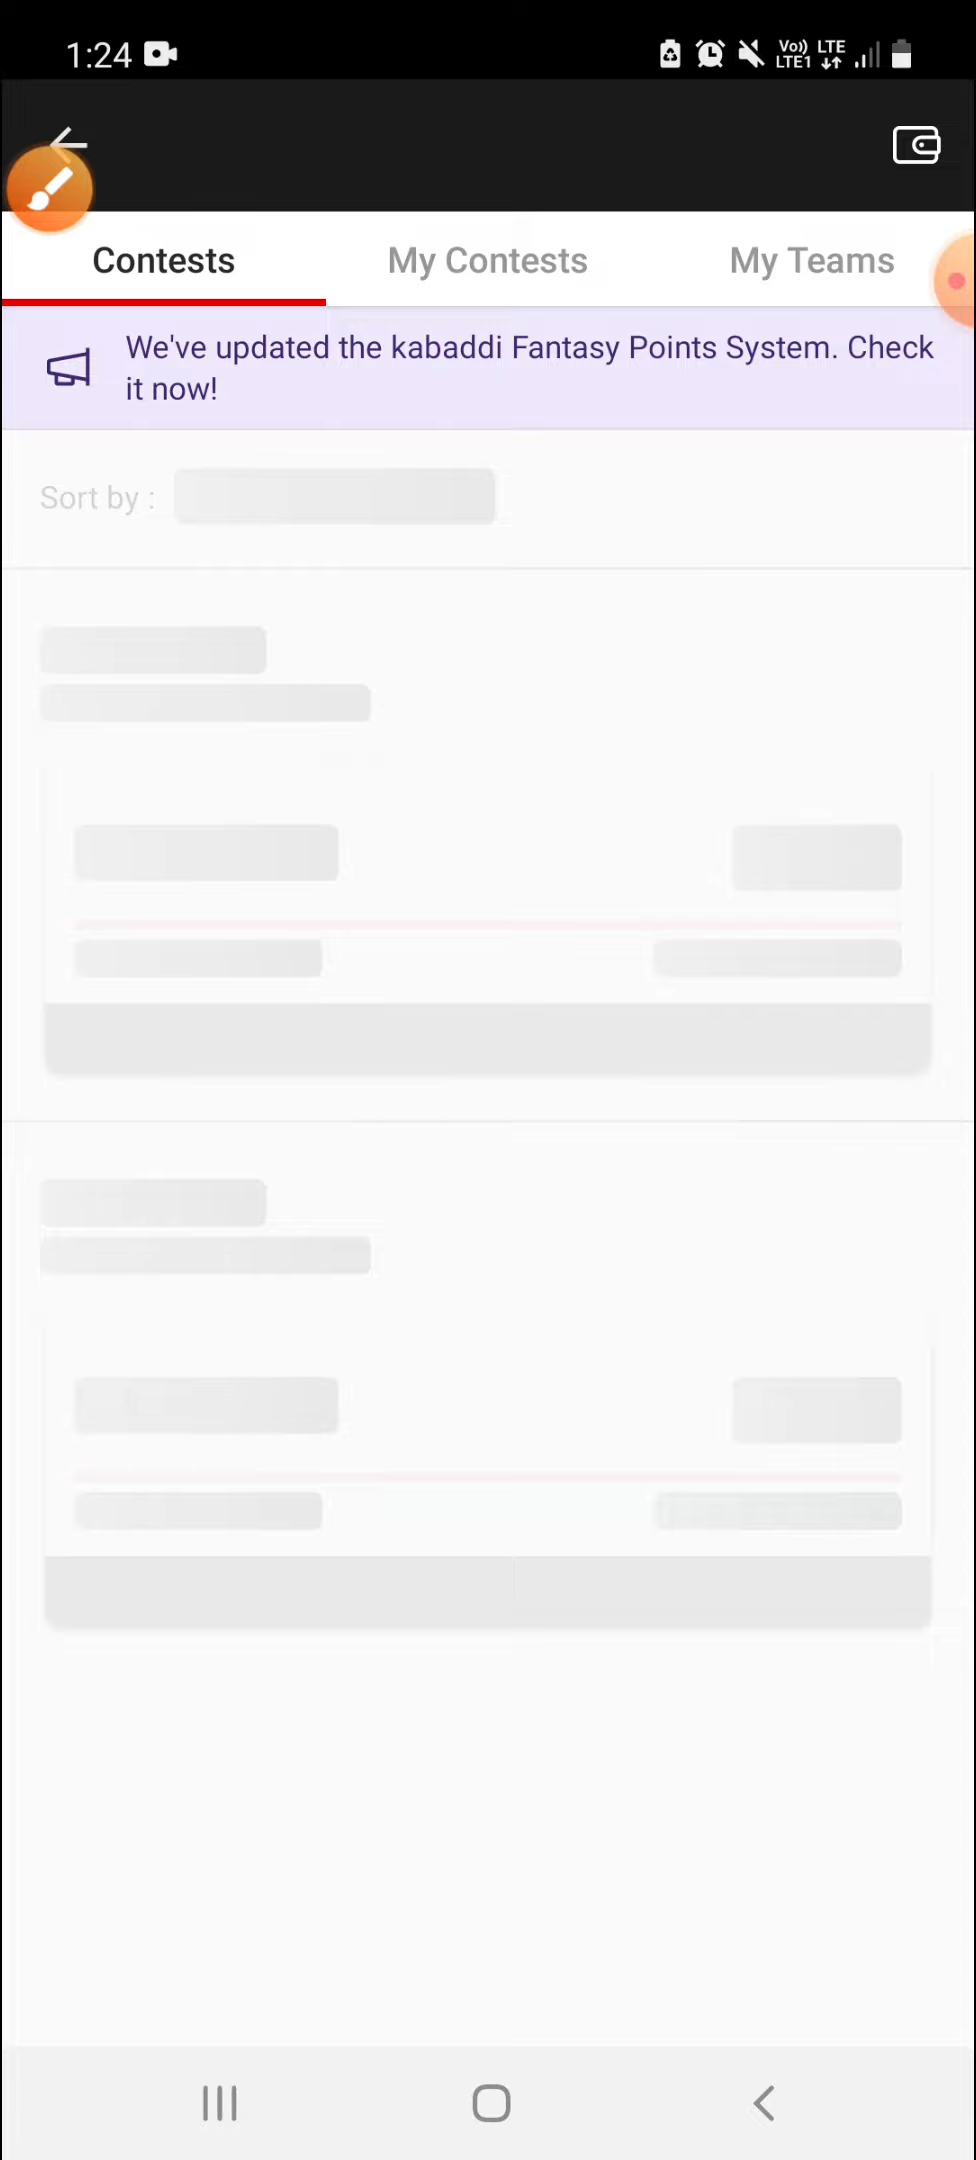 1:24
Vo)) LTE
LTE1
Contests
My Contests
My Teams
We've updated the kabaddi Fantasy Points System. Check
it now!
Sort by :